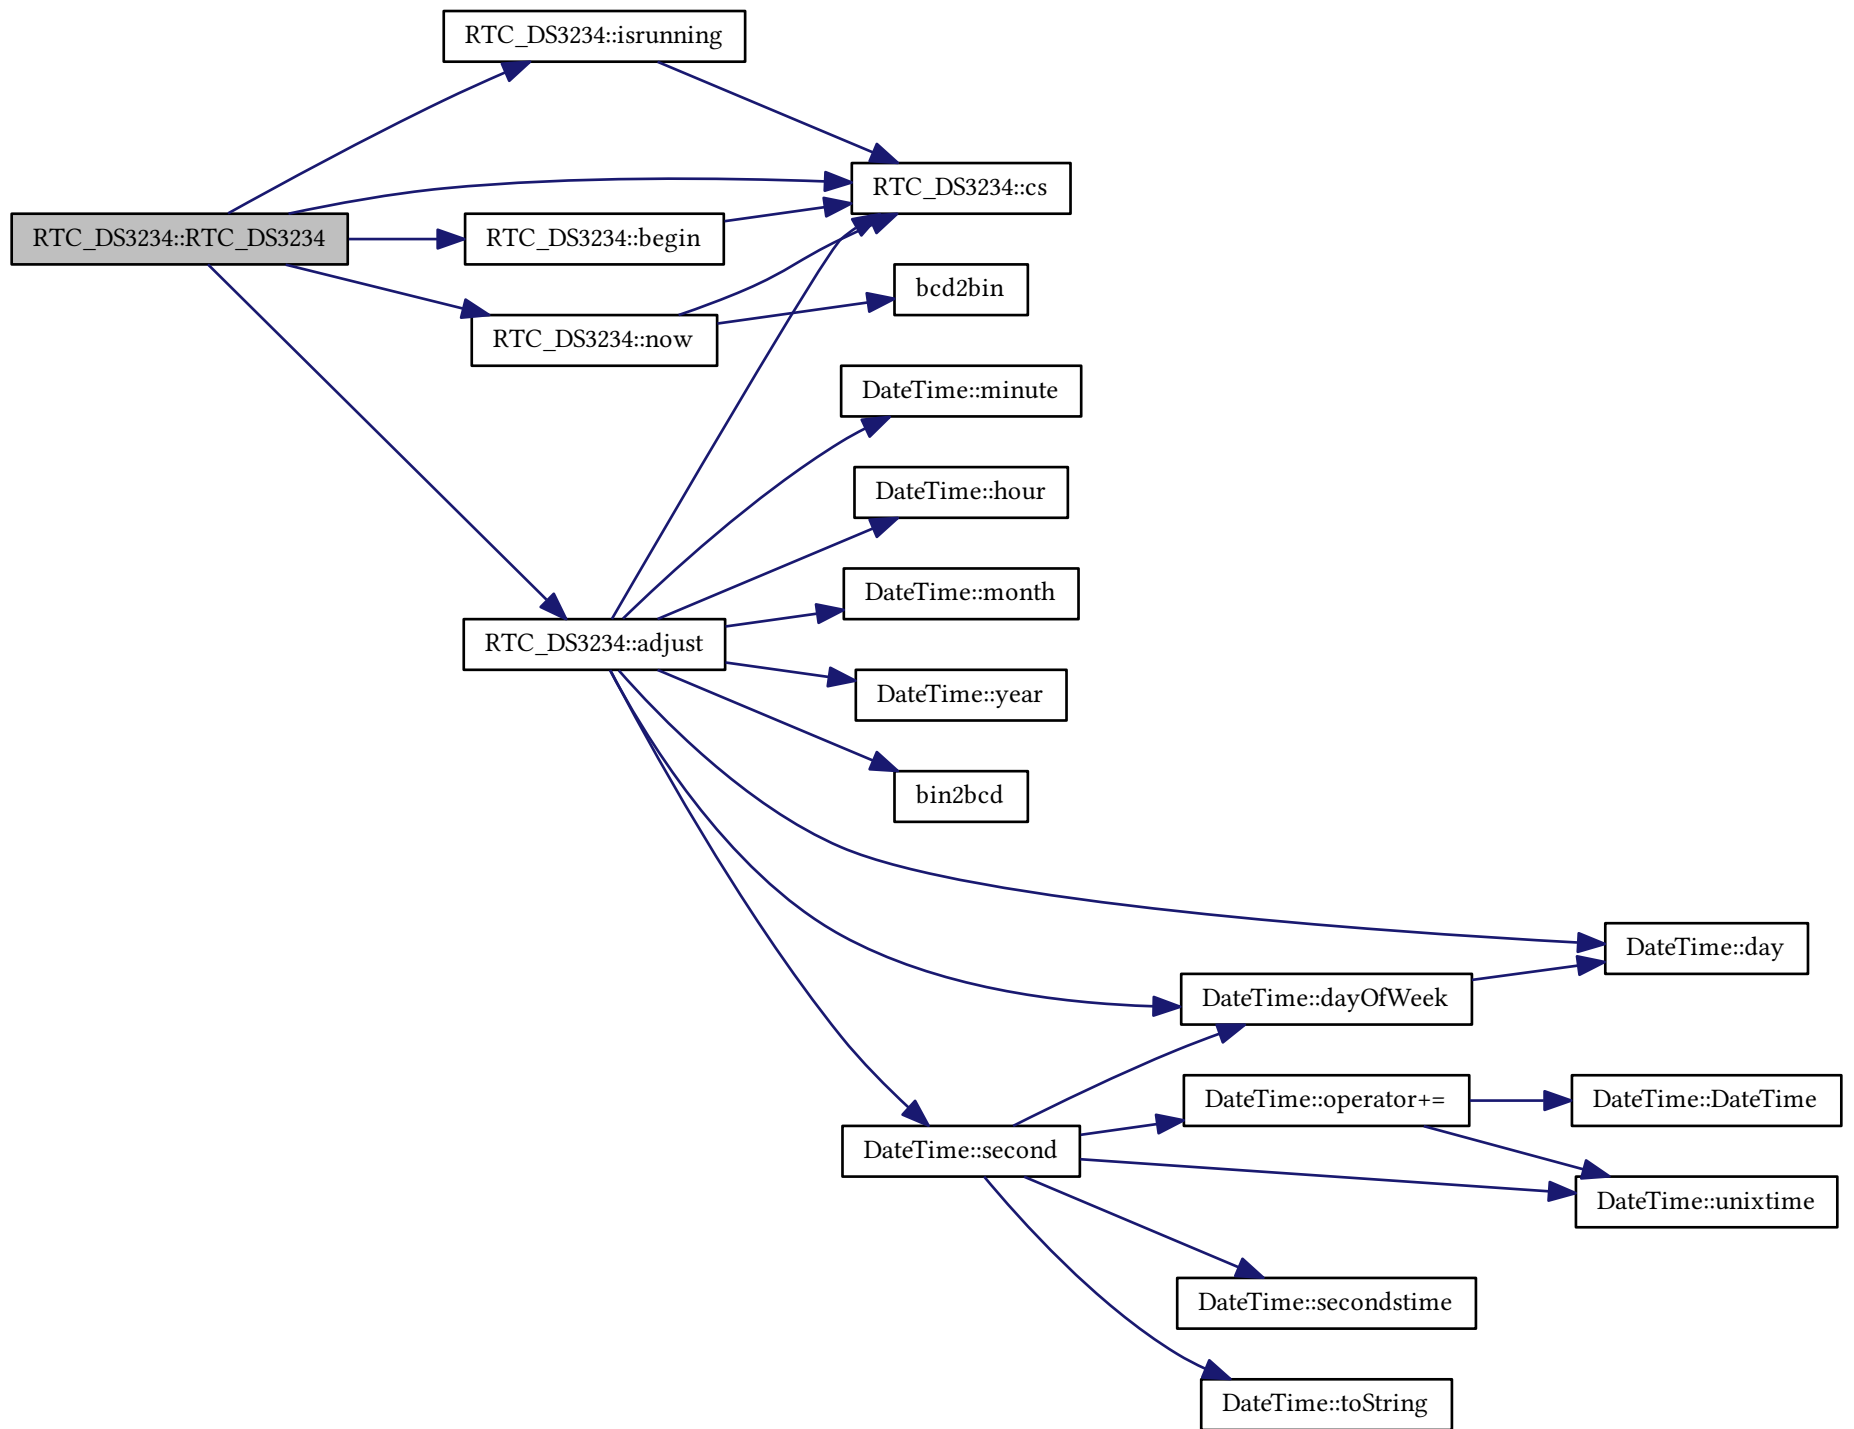 RTC_DS3234::isrunning
RTC_DS3234::cs
RTC_DS3234::RTC_DS3234
RTC_DS3234::begin
bcd2bin
RTC_DS3234::now
DateTime::minute
DateTime::hour
DateTime::month
RTC_DS3234::adjust
DateTime::year
bin2bcd
DateTime::day
DateTime::dayOfWeek
DateTime::operator+=
DateTime::DateTime
DateTime::second
DateTime::unixtime
DateTime::secondstime
DateTime::toString